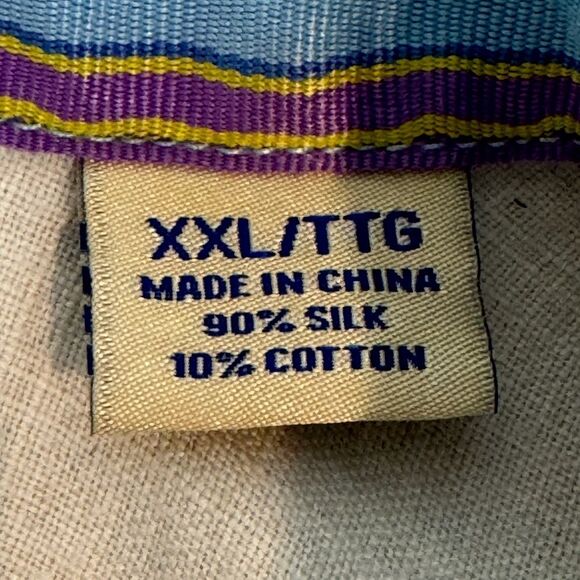 XXL/TTG
MADE IN CHINA
90% SILK
10% COTTON